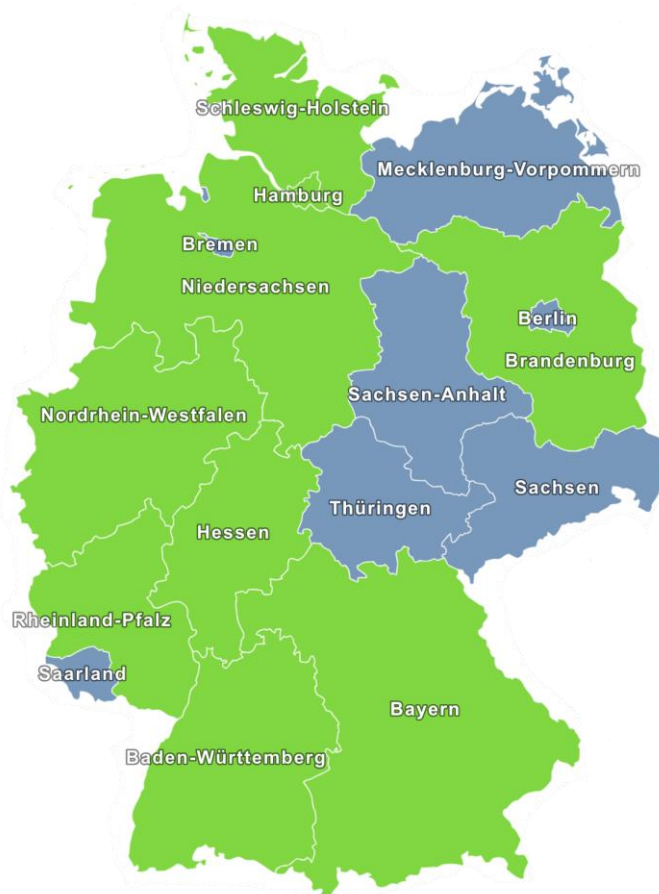 Schleswig-Holstein
Mecklenburg-Vorpommern
Hamburg
Bremen
Niedersachsen
Berlin
Brandenburg
Sachsen-Anhalt
Nordrhein-Westfalen
Sachsen
Thüringen
Hessen
Rheinland-Pfalz
Saarland
Bayern
Baden-Württemberg